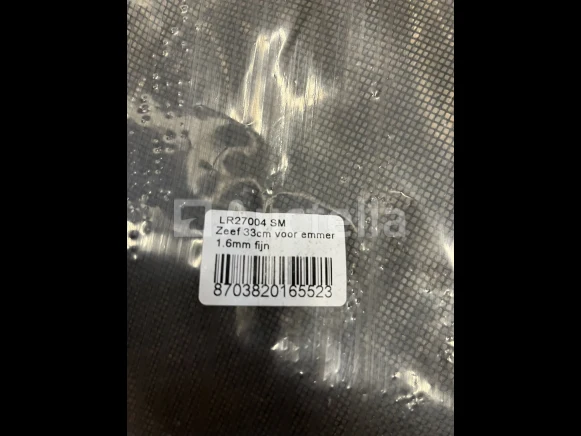 LR27004 SM
Zeef 33cm voor emmer
1.6mm fijn
8703820165523